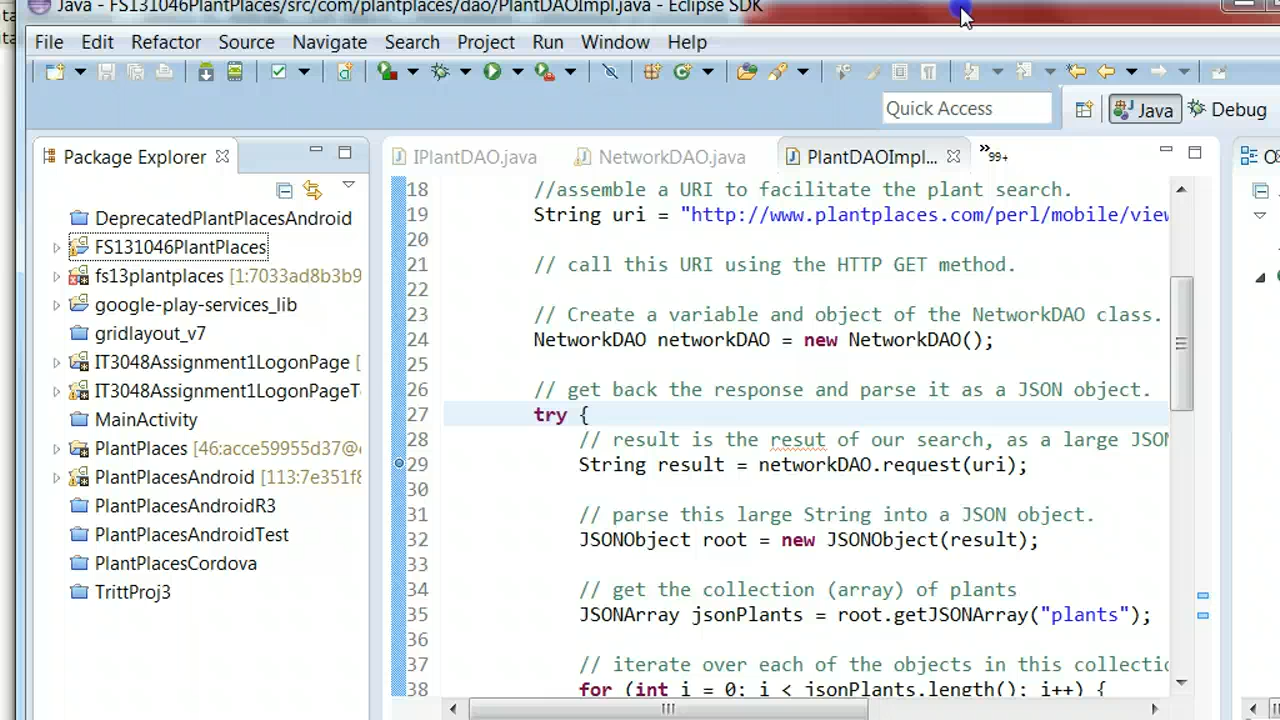 Java - FS131046PlantPlaces/src/com/plantplaces/dao/PlantDAOImpl.java - Eclipse SDK
File Edit Refactor Source Navigate Search Project Run Window Help
Quick Access
Java
Debug
Package Explorer
IPlantDAO.java
NetworkDAO.java
PlantDAOImpl...
»99+
DeprecatedPlantPlacesAndroid
FS131046PlantPlaces
fs13plantplaces [1:7033ad8b3b9
google-play-services_lib
gridlayout_v7
IT3048Assignment1LogonPage [
IT3048Assignment1LogonPageT
MainActivity
PlantPlaces [46:acce59955d37@
PlantPlacesAndroid [113:7e351f8
PlantPlacesAndroidR3
PlantPlacesAndroidTest
PlantPlacesCordova
TrittProj3
18 //assemble a URI to facilitate the plant search.
19 String uri = "http://www.plantplaces.com/perl/mobile/view
20
21 // call this URI using the HTTP GET method.
22
23 // Create a variable and object of the NetworkDAO class.
24 NetworkDAO networkDAO = new NetworkDAO();
25
26 // get back the response and parse it as a JSON object.
27 try {
28 // result is the resut of our search, as a large JSON
29 String result = networkDAO.request(uri);
30
31 // parse this large String into a JSON object.
32 JSONObject root = new JSONObject(result);
33
34 // get the collection (array) of plants
35 JSONArray jsonPlants = root.getJSONArray("plants");
36
37 // iterate over each of the objects in this collectio
38 for (int i = 0; i < jsonPlants.length(); i++) {